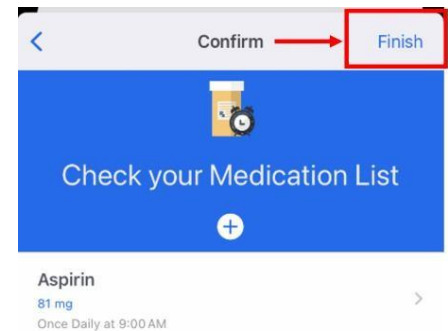 Confirm Finish
Check your Medication List
Aspirin
81 mg
Once Daily at 9:00 AM